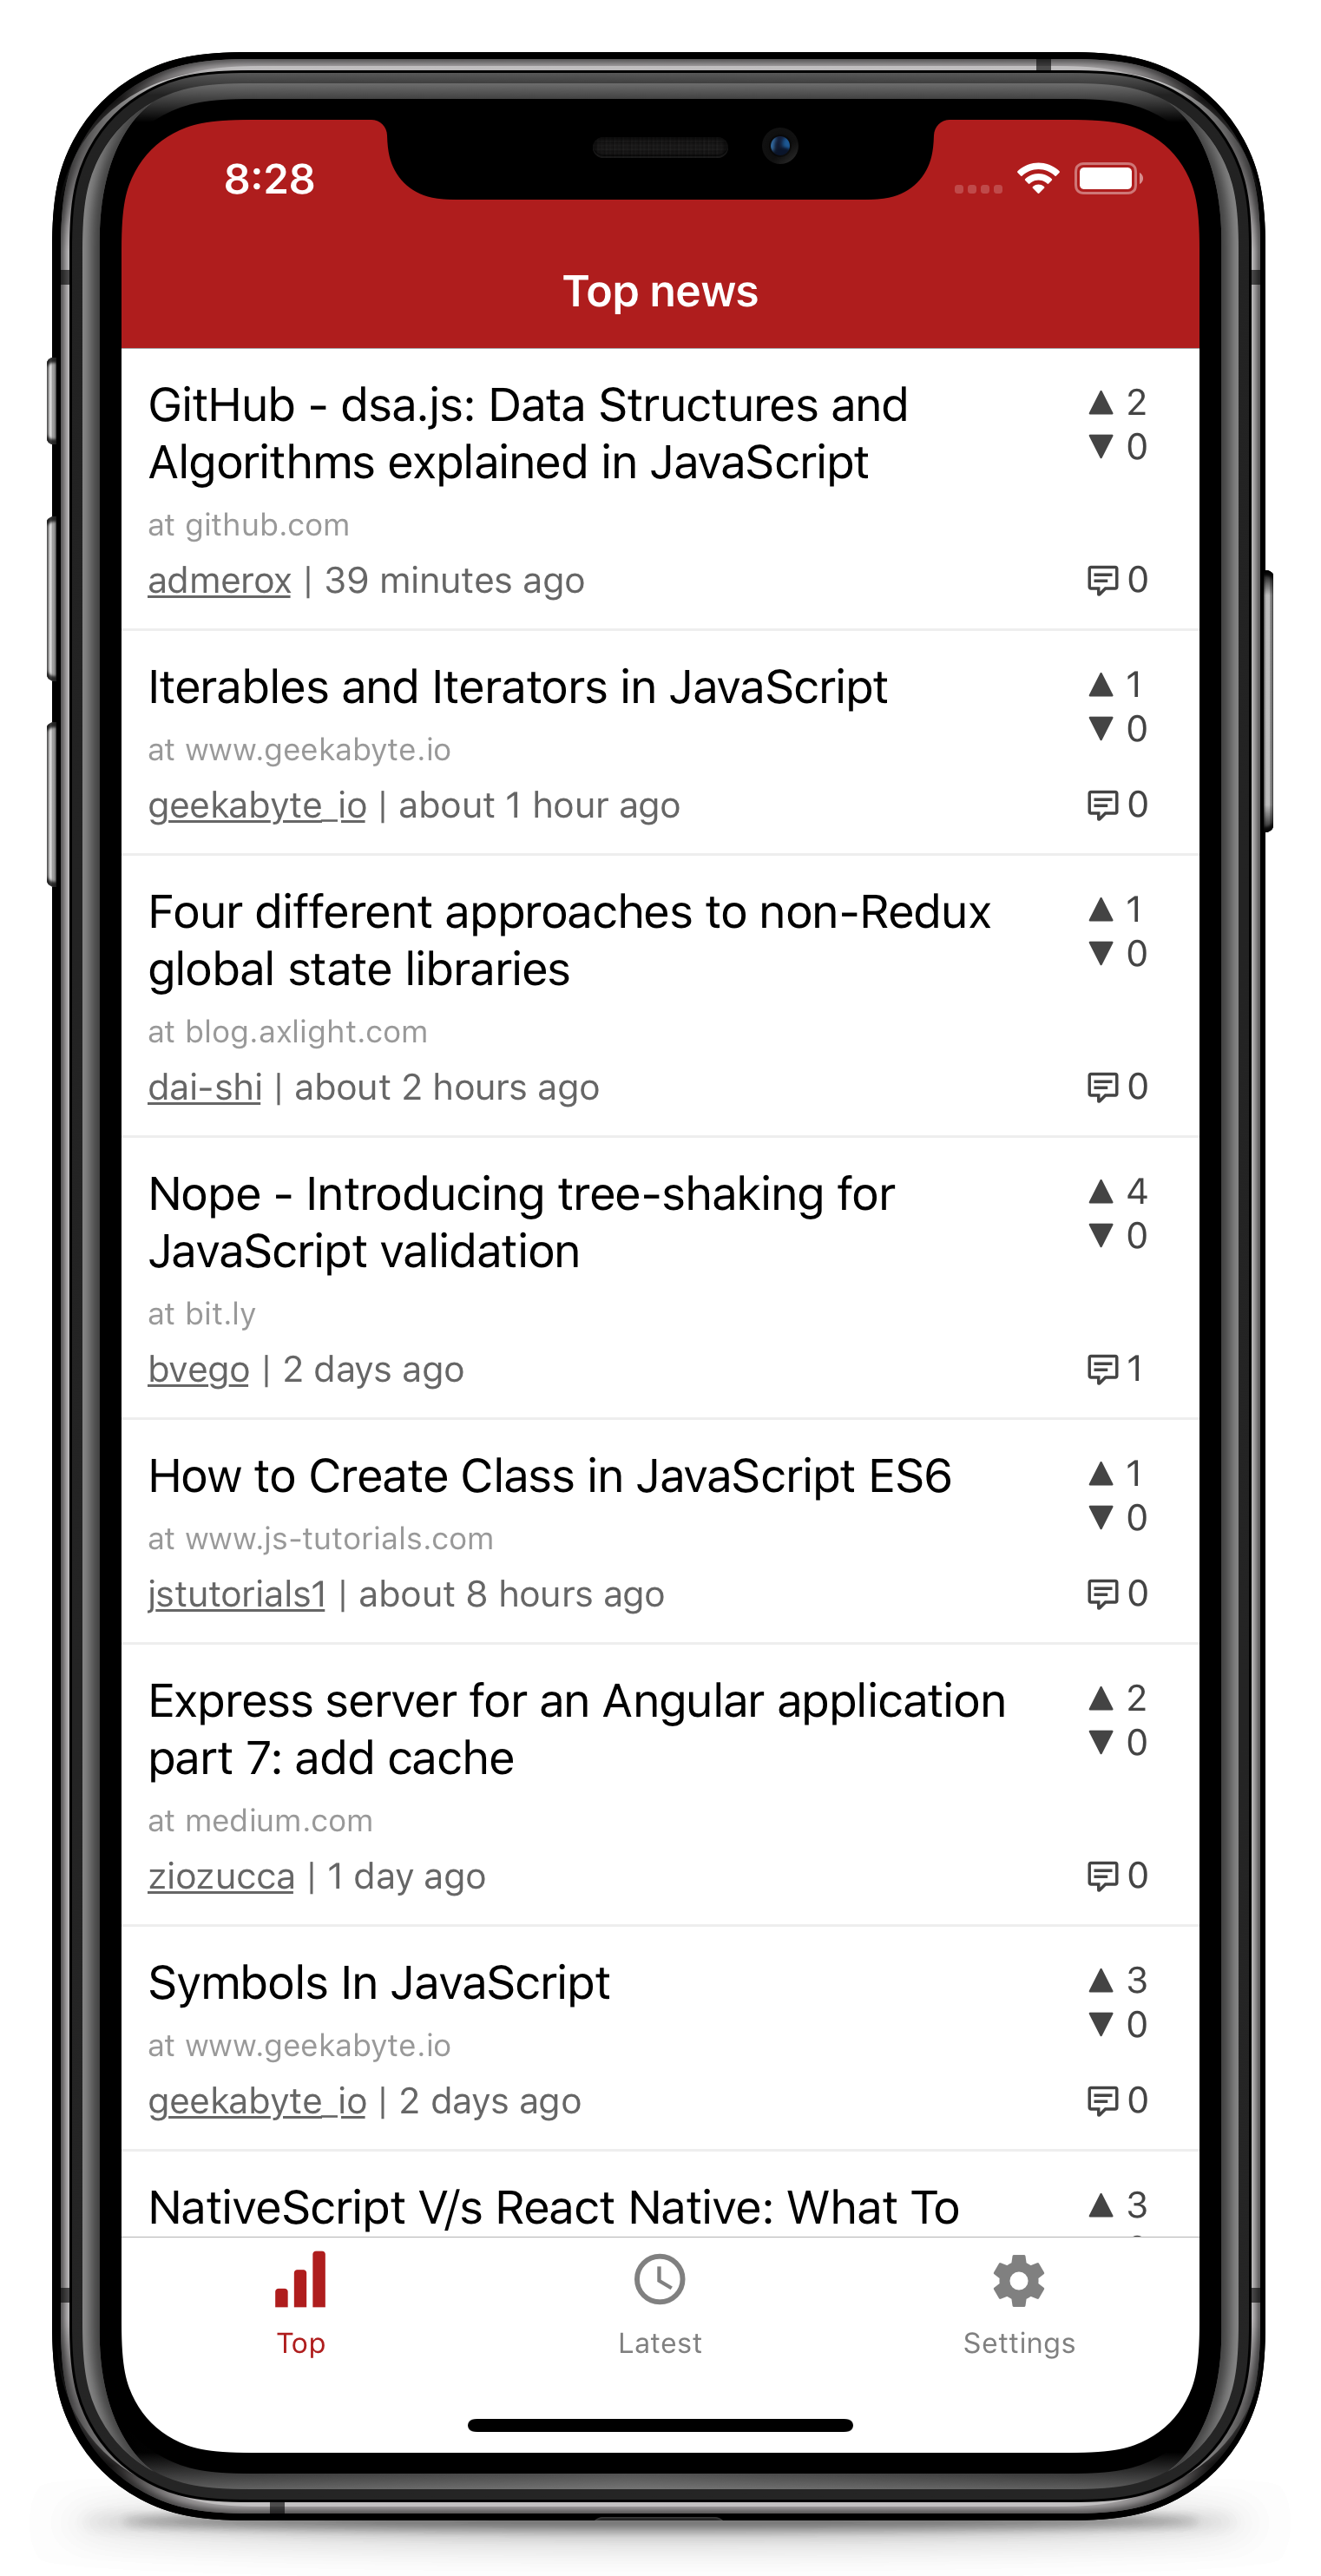 8:28
Top news
GitHub - dsa.js: Data Structures and
Algorithms explained in JavaScript
at github.com
admerox | 39 minutes ago
▲ 2
▼ 0
0
Iterables and Iterators in JavaScript
at www.geekabyte.io
geekabyte_io | about 1 hour ago
▲ 1
▼ 0
0
Four different approaches to non-Redux
global state libraries
at blog.axlight.com
dai-shi | about 2 hours ago
▲ 1
▼ 0
0
Nope - Introducing tree-shaking for
JavaScript validation
at bit.ly
bvego | 2 days ago
▲ 4
▼ 0
1
How to Create Class in JavaScript ES6
at www.js-tutorials.com
jstutorials1 | about 8 hours ago
▲ 1
▼ 0
0
Express server for an Angular application
part 7: add cache
at medium.com
ziozucca | 1 day ago
▲ 2
▼ 0
0
Symbols In JavaScript
at www.geekabyte.io
geekabyte_io | 2 days ago
▲ 3
▼ 0
0
NativeScript V/s React Native: What To
▲ 3
Top
Latest
Settings